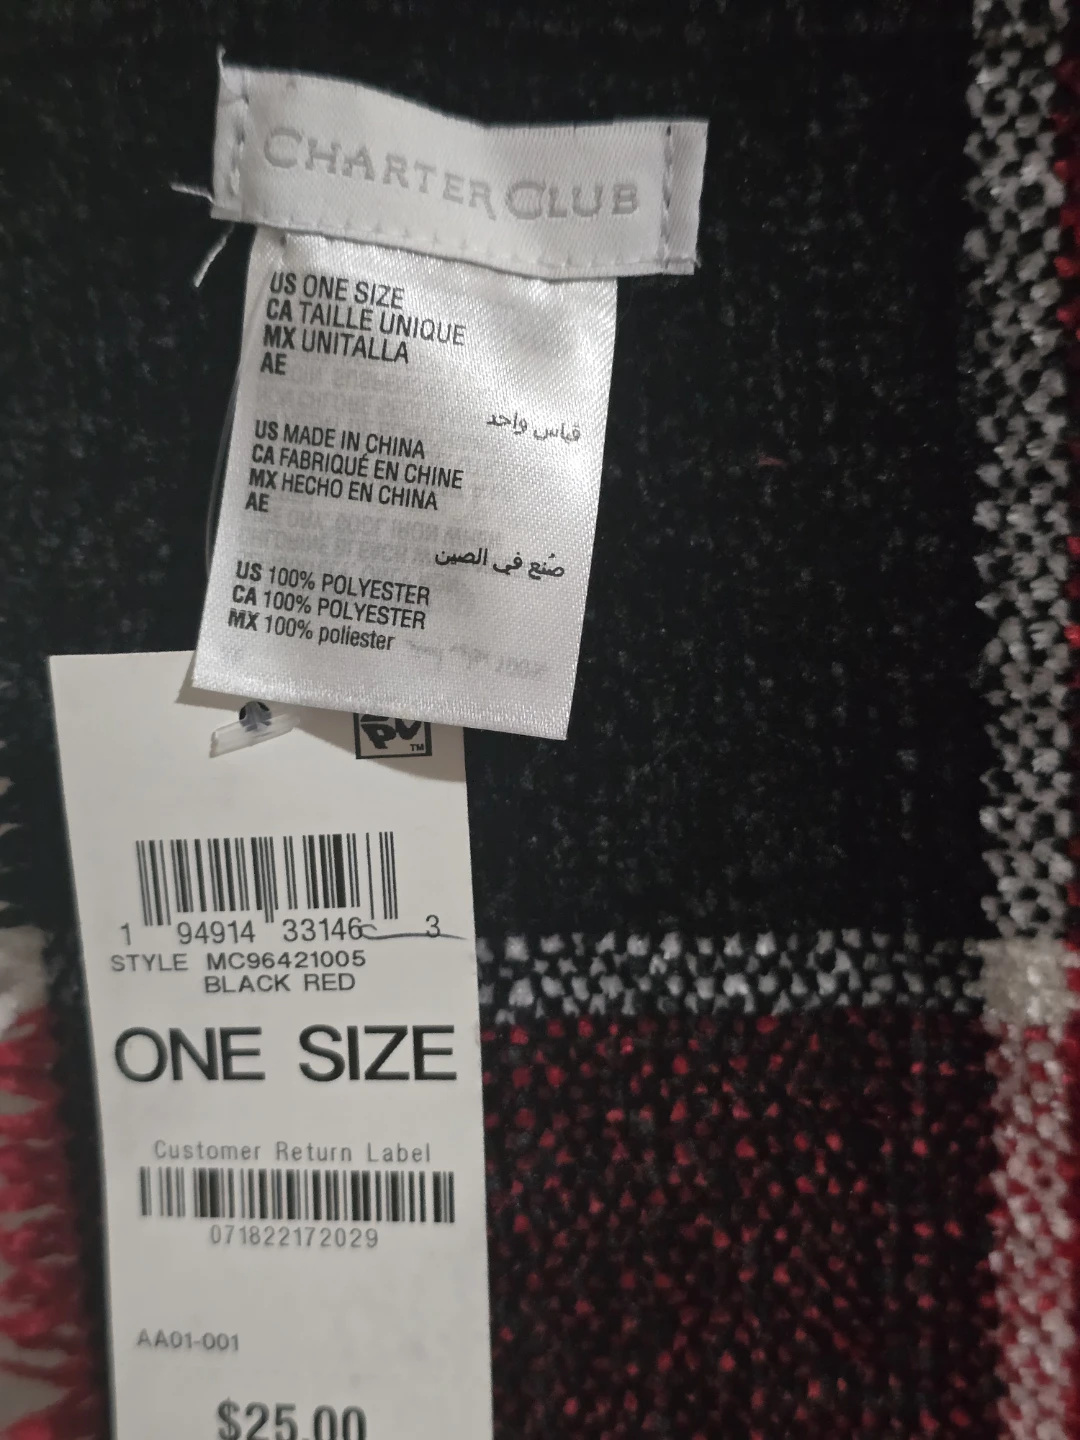 CHARTER CLUB
US ONE SIZE
CA TAILLE UNIQUE
MX UNITALLA
AE
قياس واحد
US MADE IN CHINA
CA FABRIQUÉ EN CHINE
MX HECHO EN CHINA
AE
صُنع في الصين
US 100% POLYESTER
CA 100% POLYESTER
MX 100% poliester
TM
1 94914 33146 3
STYLE MC96421005
BLACK RED
ONE SIZE
Customer Return Label
071822172029
AA01-001
$25.00